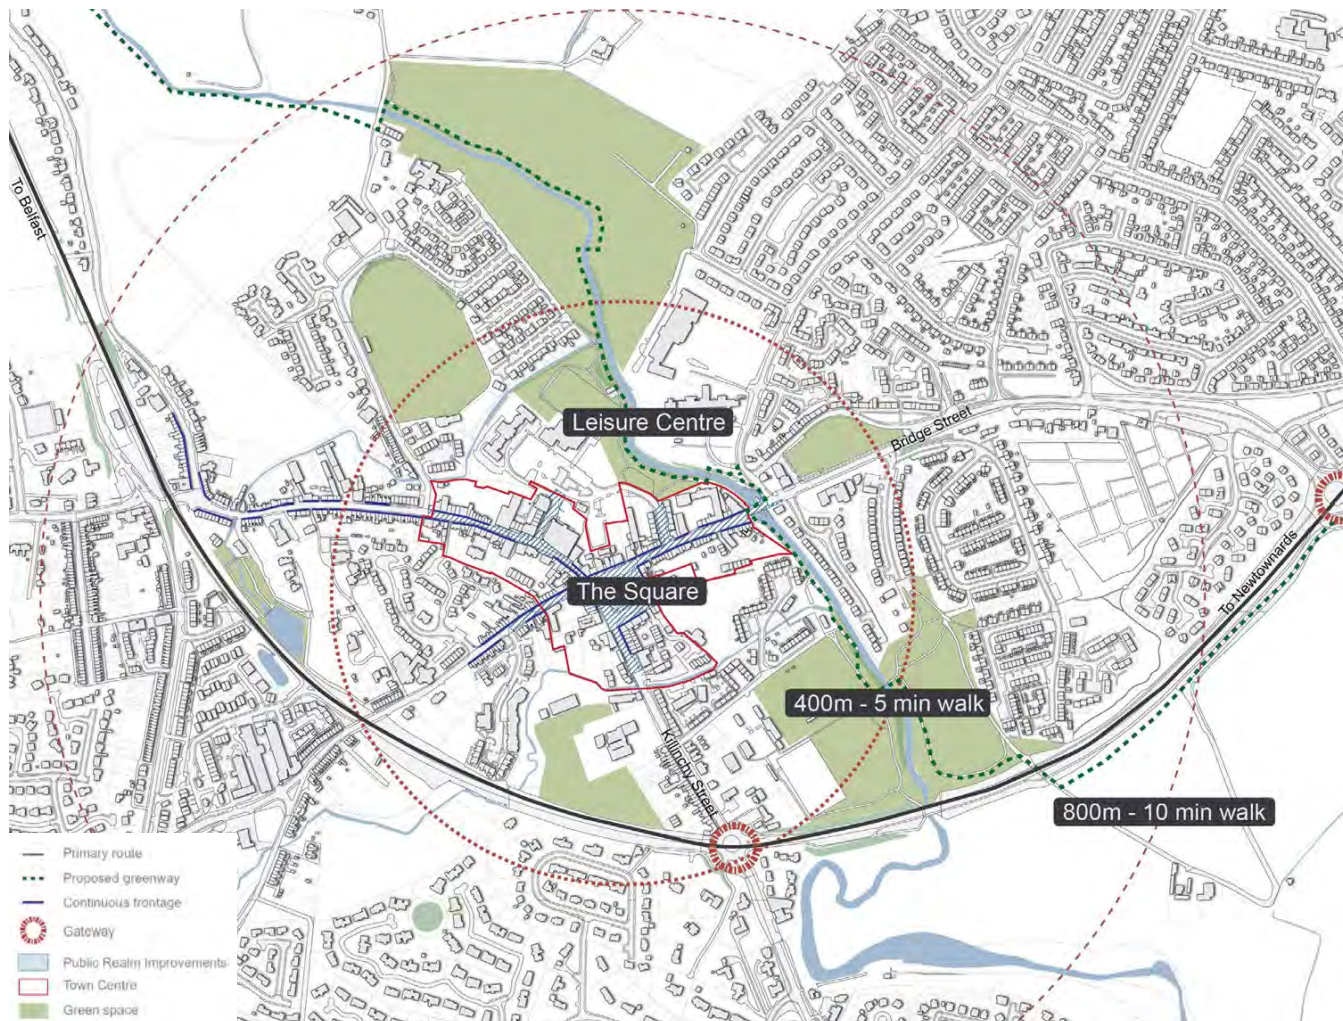 To Belfast
Leisure Centre
Bridge Street
The Square
To Newtownards
400m - 5 min walk
Killinchy Street
800m - 10 min walk
Primary route
Proposed greenway
Continuous frontage
Gateway
Public Realm Improvements
Town Centre
Green space